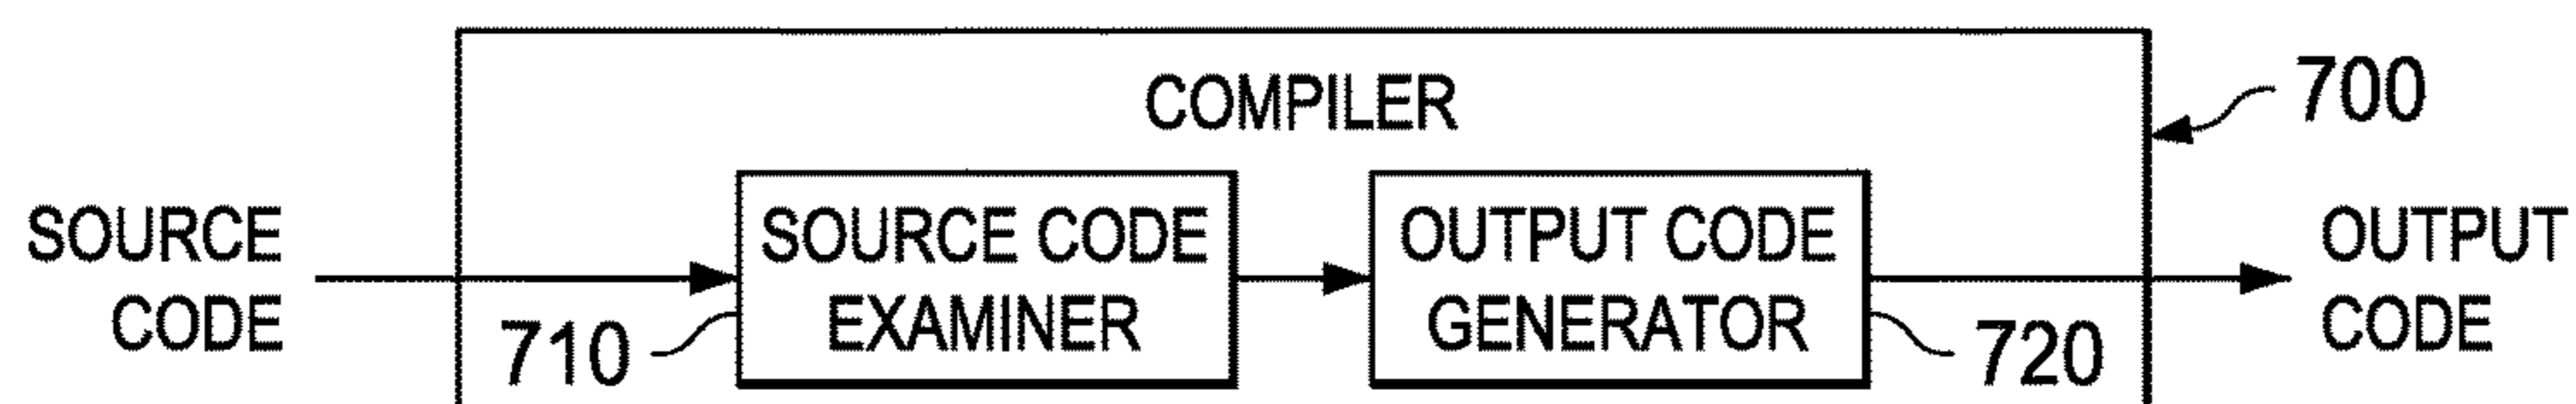 COMPILER
700
SOURCE
CODE
SOURCE CODE
EXAMINER
710
OUTPUT CODE
GENERATOR
720
OUTPUT
CODE